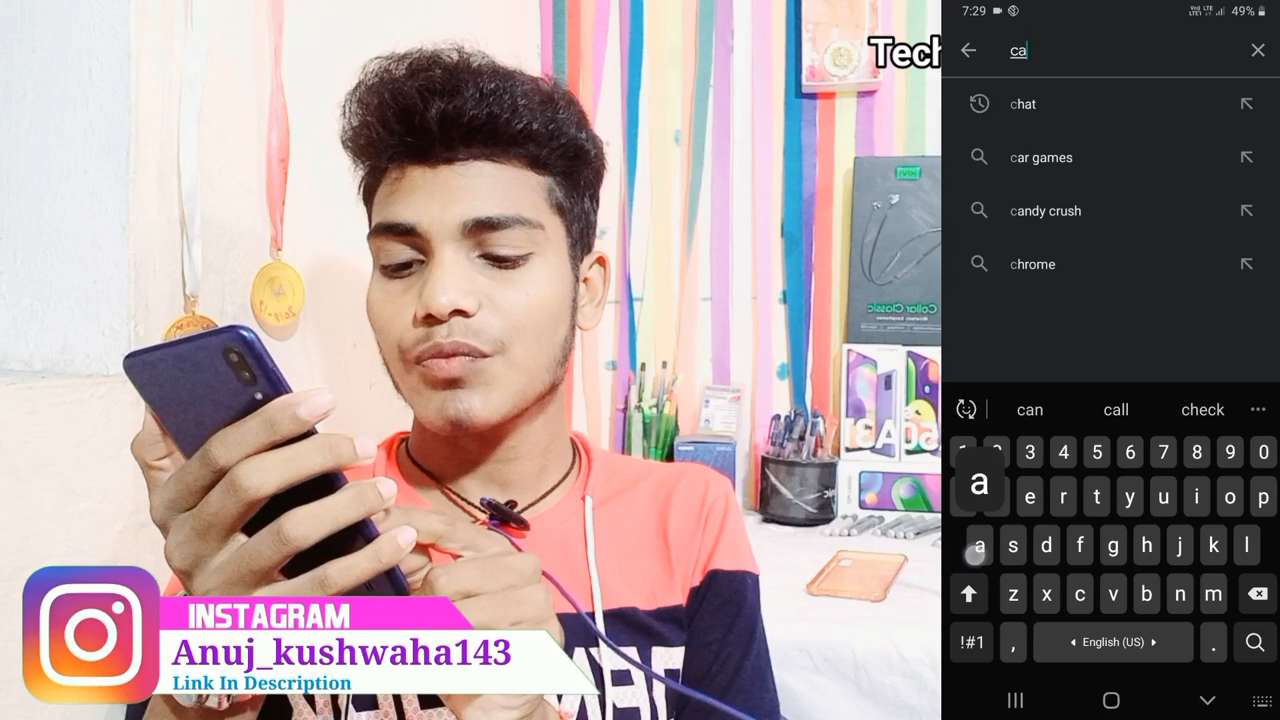 Tech
INSTAGRAM
Anuj_kushwaha143
Link In Description
7:29
49%
ca
chat
car games
candy crush
chrome
can call check
3 4 5 6 7 8 9 0
a
e r t y u i o p
a s d f g h j k l
z x c v b n m
!#1 , English (US) .
Collar Classic